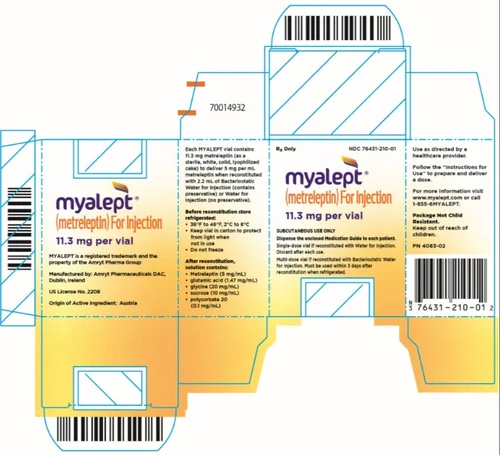 70014932
myalept®
(metreleptin) For Injection
11.3 mg per vial
MYALEPT is a registered trademark and the
property of the Amryt Pharma Group
Manufactured by: Amryt Pharmaceuticals DAC,
Dublin, Ireland
US License No. 2208
Origin of Active Ingredient: Austria
Each MYALEPT vial contains
11.3 mg metreleptin (as a
sterile, white, solid, lyophilized
cake) to deliver 5 mg per mL
metreleptin when reconstituted
with 2.2 mL of Bacteriostatic
Water for Injection (contains
preservative) or Water for
Injection (no preservative).
Before reconstitution store
refrigerated:
• 36°F to 46°F, 2°C to 8°C
• Keep vial in carton to protect
from light when
not in use
• Do not freeze
After reconstitution,
solution contains:
• Metreleptin (5 mg/mL)
• glutamic acid (1.47 mg/mL)
• glycine (20 mg/mL)
• sucrose (10 mg/mL)
• polysorbate 20
(0.1 mg/mL)
Rx Only NDC 76431-210-01
myalept®
(metreleptin) For Injection
11.3 mg per vial
SUBCUTANEOUS USE ONLY
Dispense the enclosed Medication Guide to each patient.
Single-dose vial if reconstituted with Water for Injection.
Discard after each use.
Multi-dose vial if reconstituted with Bacteriostatic Water
for Injection. Must be used within 3 days after
reconstitution when refrigerated.
Use as directed by a
healthcare provider.
Follow the "Instructions for
Use" to prepare and deliver
a dose.
For more information visit
www.myalept.com or call
1-855-6MYALEPT.
Package Not Child
Resistant.
Keep out of reach of
children.
PN 4083-02
N
3 76431-210-01 2